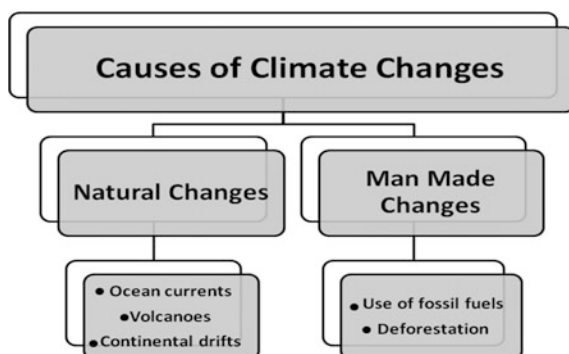 Causes of Climate Changes
Natural Changes
Man Made
Changes
• Ocean currents
•Volcanoes
• Continental drifts
• Use of fossil fuels
• Deforestation